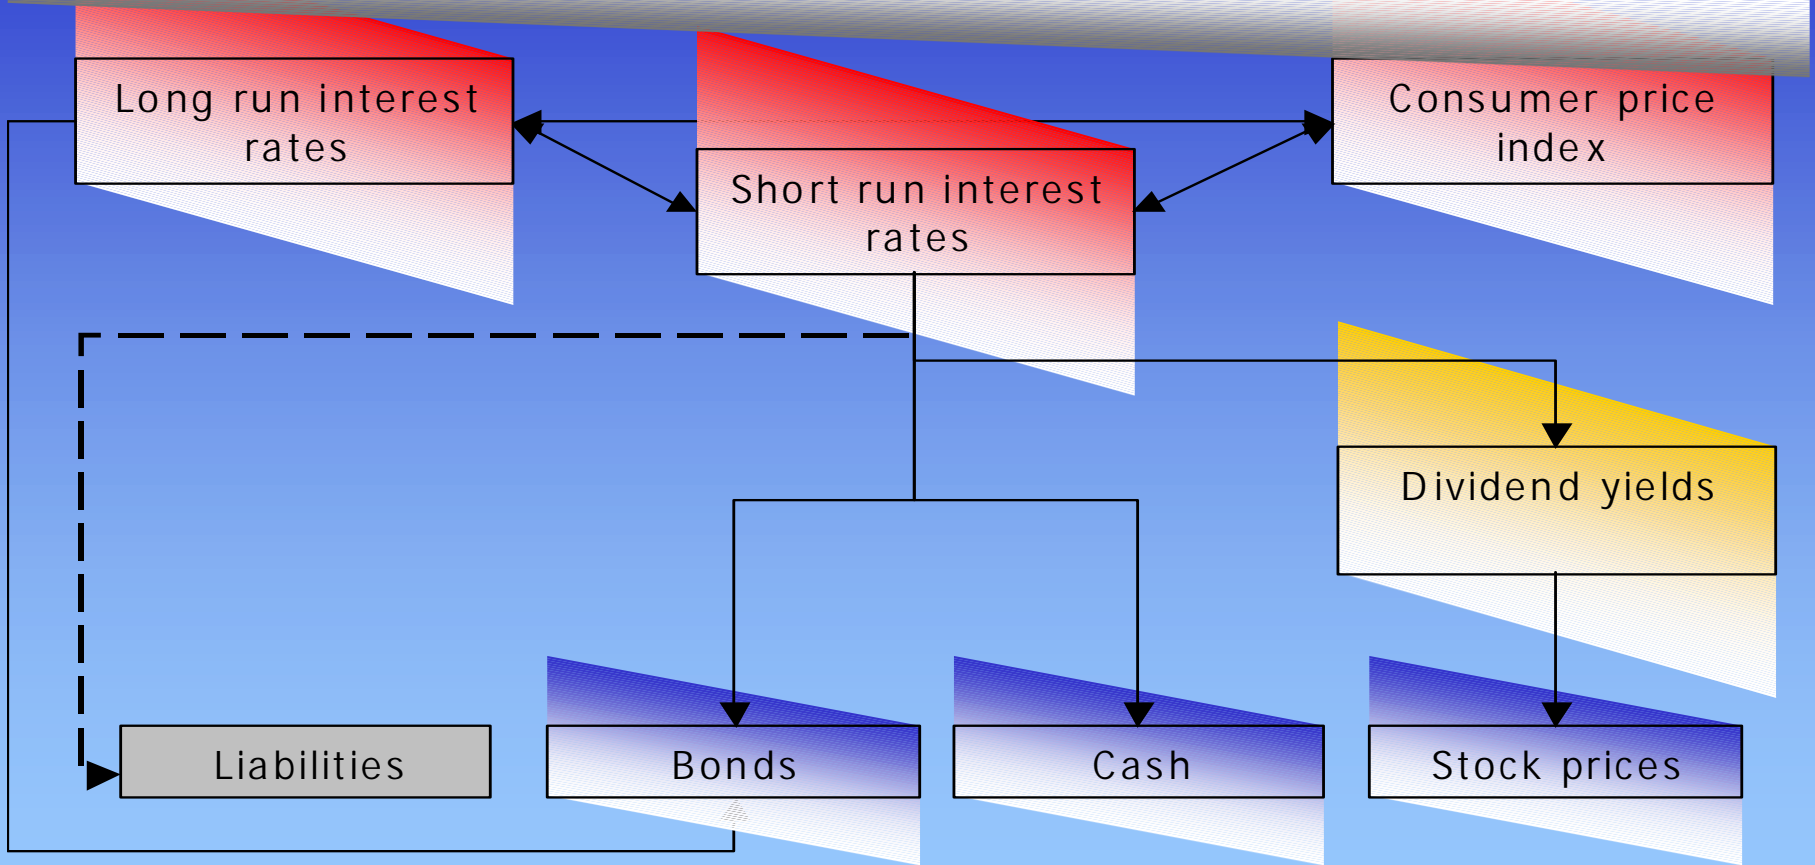 Long run interest
rates
Consumer price
index
Short run interest
rates
Dividend yields
Liabilities
Bonds
Cash
Stock prices